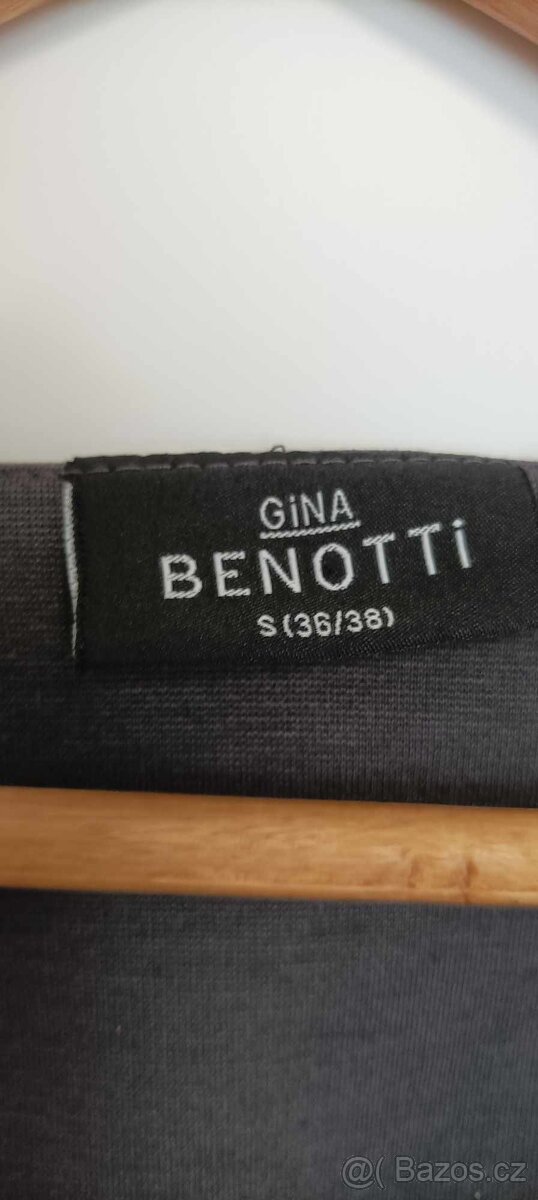 GiNA
BENOTTi
S (36/38)
@ Bazos.cz